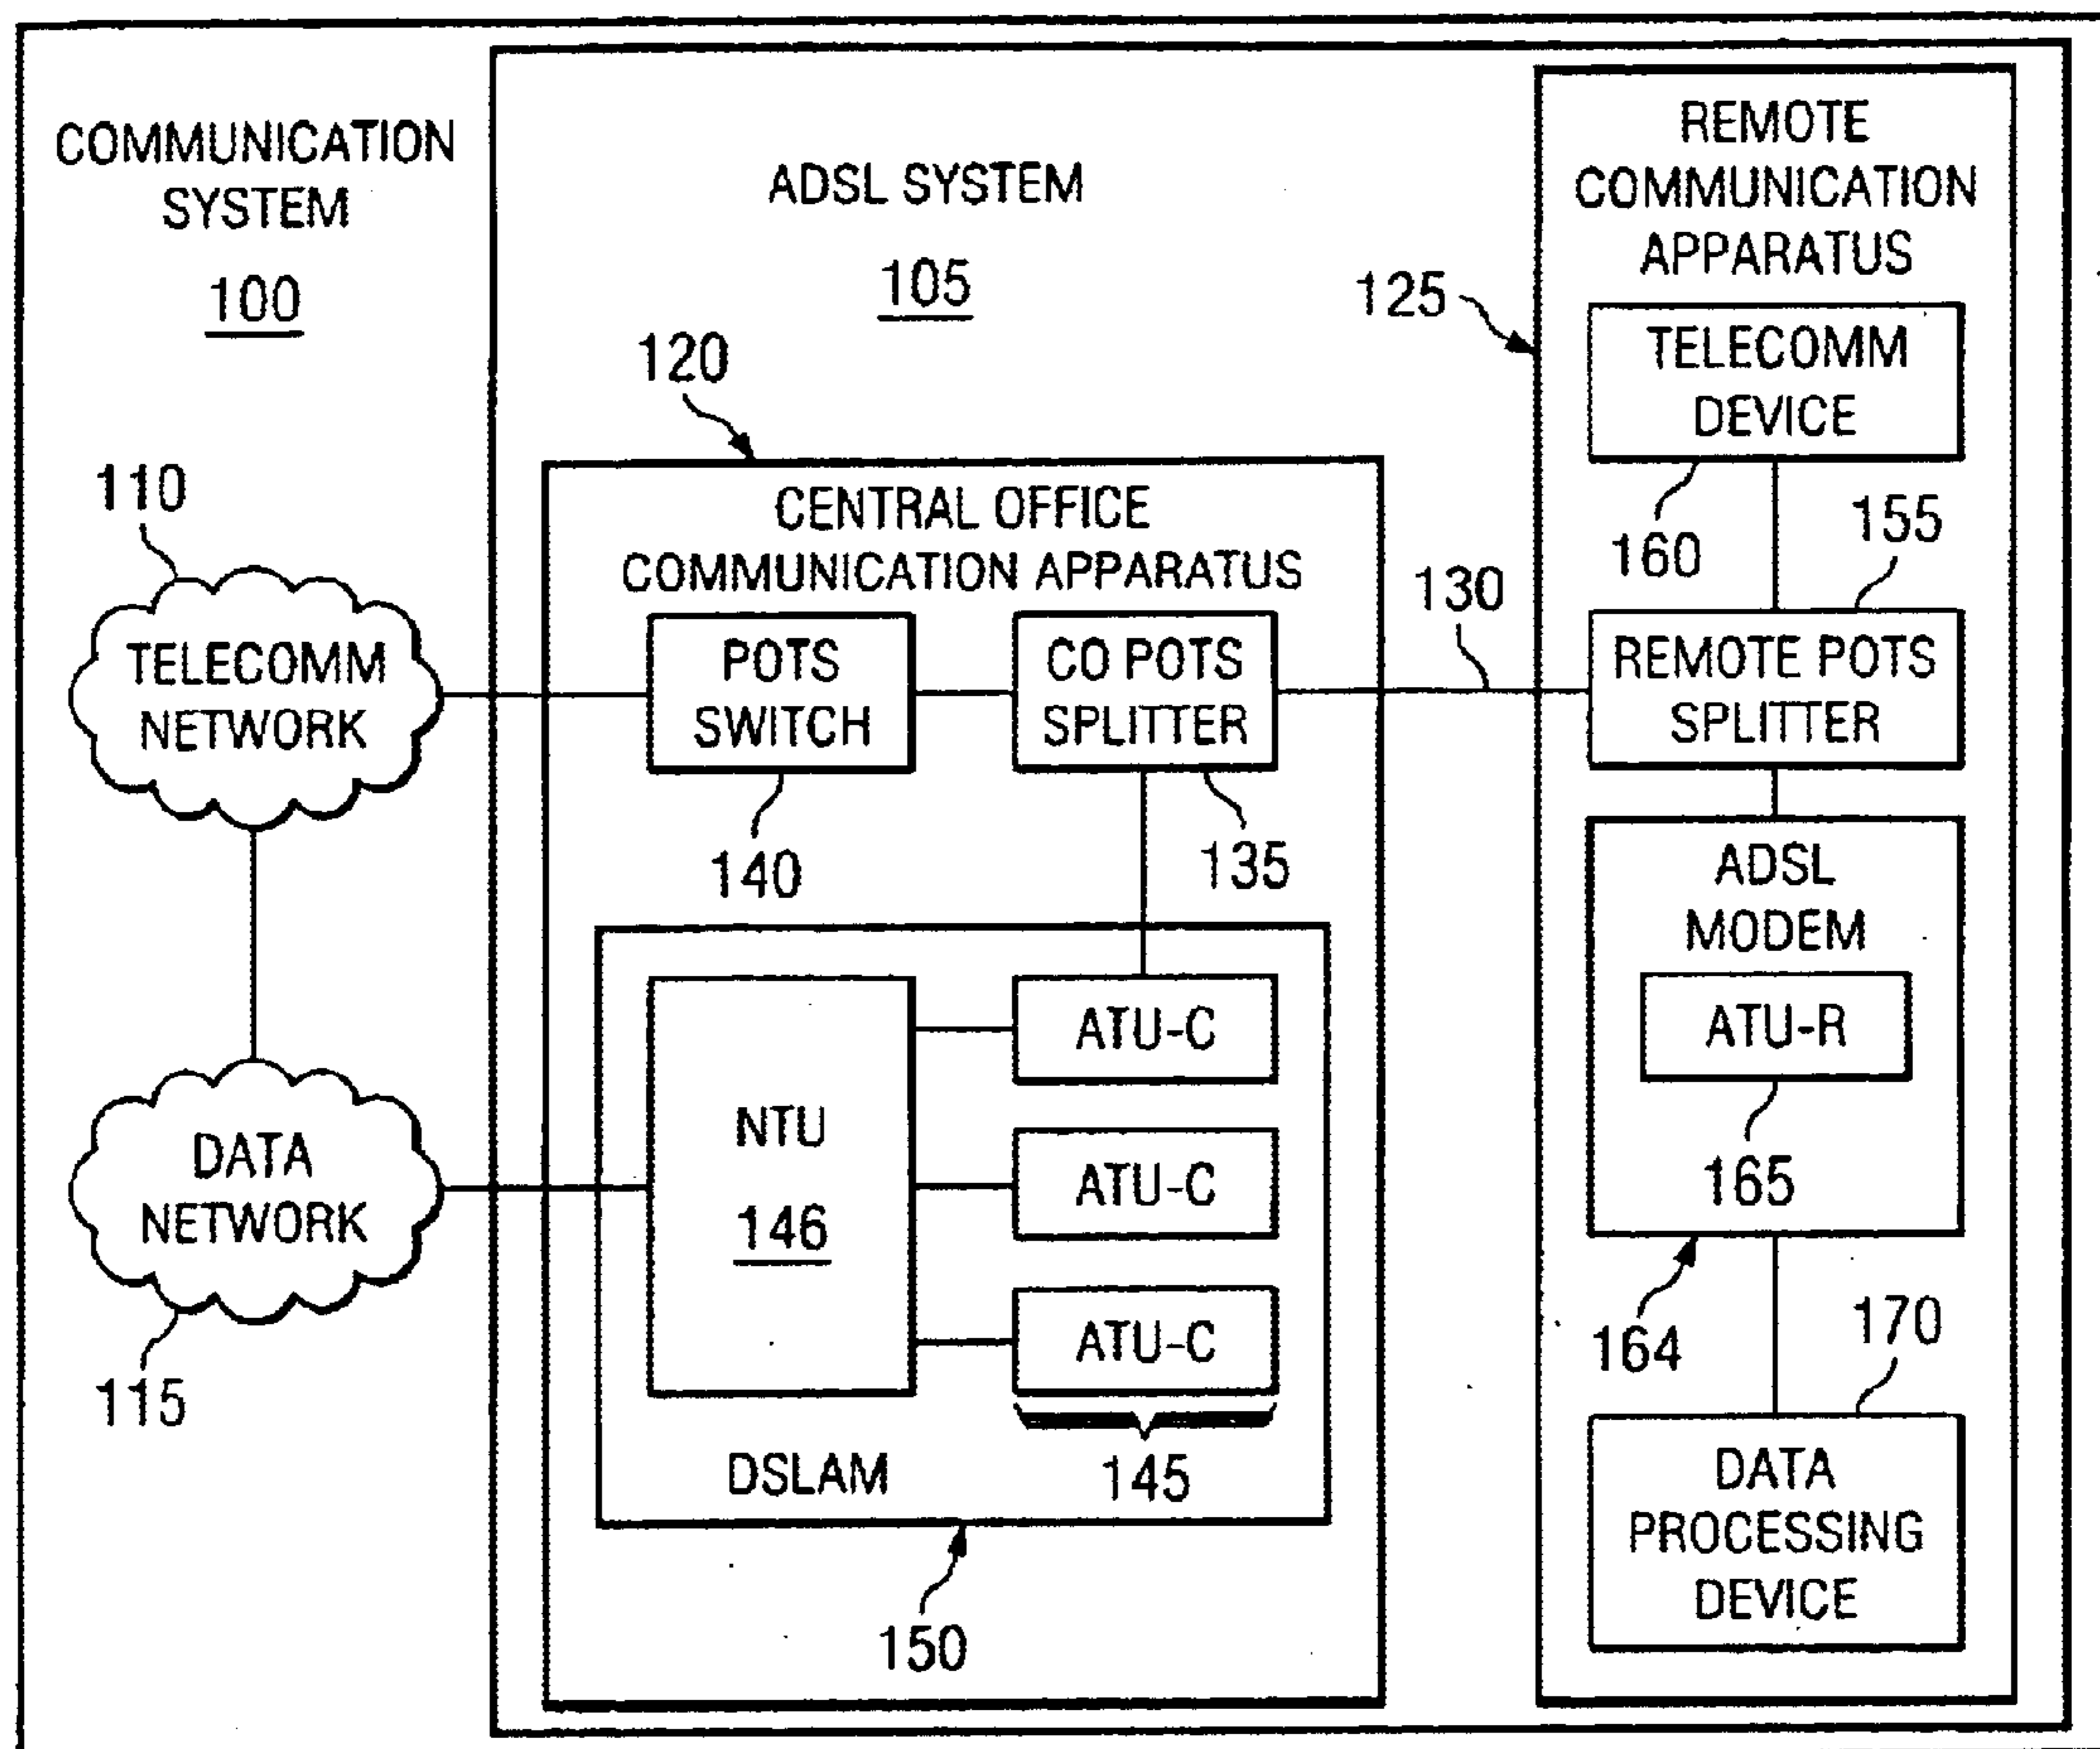 COMMUNICATION
SYSTEM
100
ADSL SYSTEM
105
REMOTE
COMMUNICATION
APPARATUS
125
TELECOMM
DEVICE
160
120
CENTRAL OFFICE
COMMUNICATION APPARATUS
110
TELECOMM
NETWORK
POTS
SWITCH
140
CO POTS
SPLITTER
135
130
155
REMOTE POTS
SPLITTER
ADSL
MODEM
ATU-R
165
164
DATA
NETWORK
115
NTU
146
ATU-C
ATU-C
ATU-C
145
DSLAM
150
170
DATA
PROCESSING
DEVICE